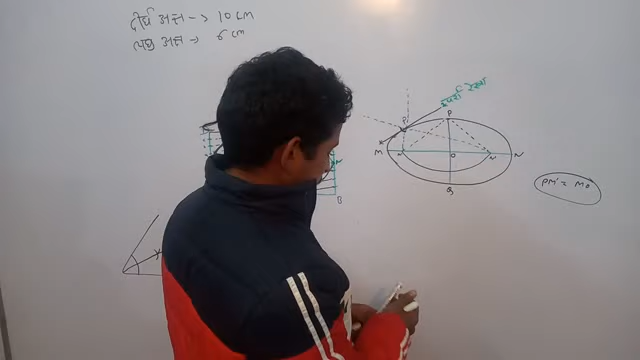 दीर्घ अक्ष --> 10 cm
लघु अक्ष -> 6 cm
स्पर्श रेखा
P' P
M O N
Q
B
PM' = MO